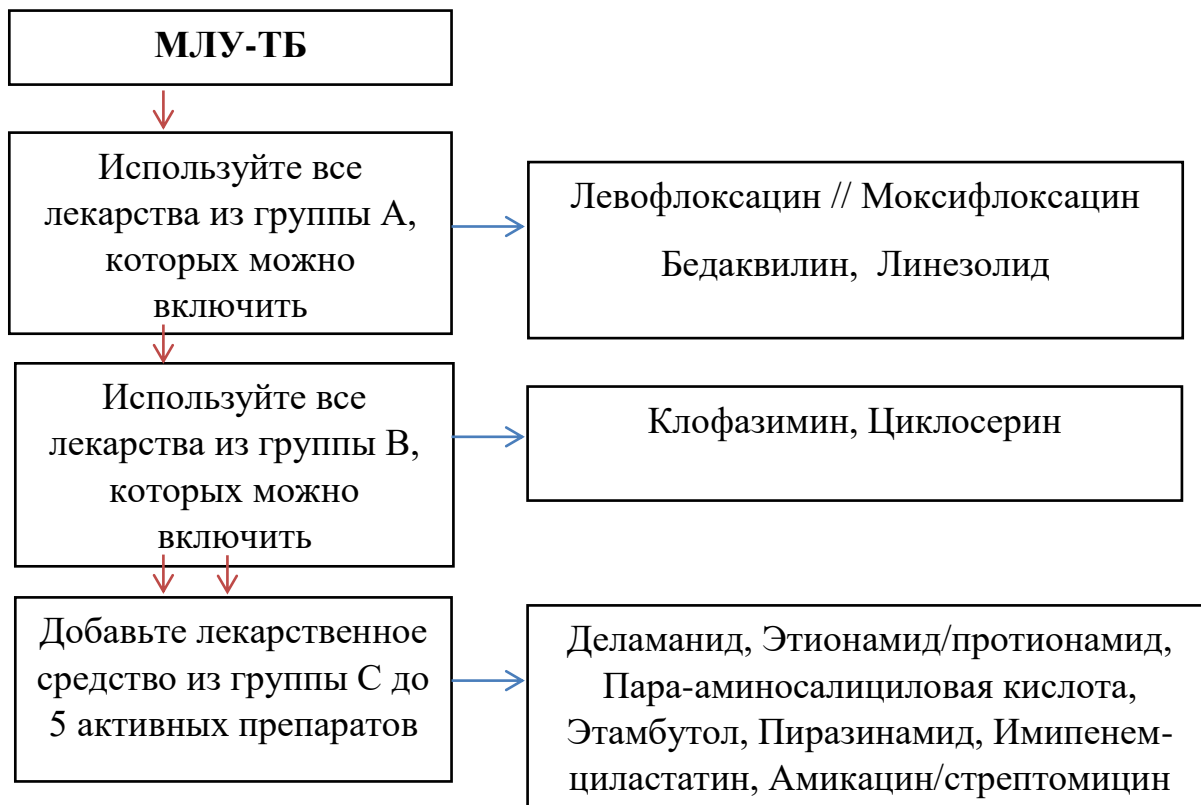 МЛУ-ТБ
Используйте все
лекарства из группы А,
которых можно
включить
Левофлоксацин // Моксифлоксацин
Бедаквилин, Линезолид
Используйте все
лекарства из группы В,
которых можно
включить
Клофазимин, Циклосерин
Добавьте лекарственное
средство из группы С до
5 активных препаратов
Деламанид, Этионамид/протионамид,
Пара-аминосалициловая кислота,
Этамбутол, Пиразинамид, Имипенем-
циластатин, Амикацин/стрептомицин